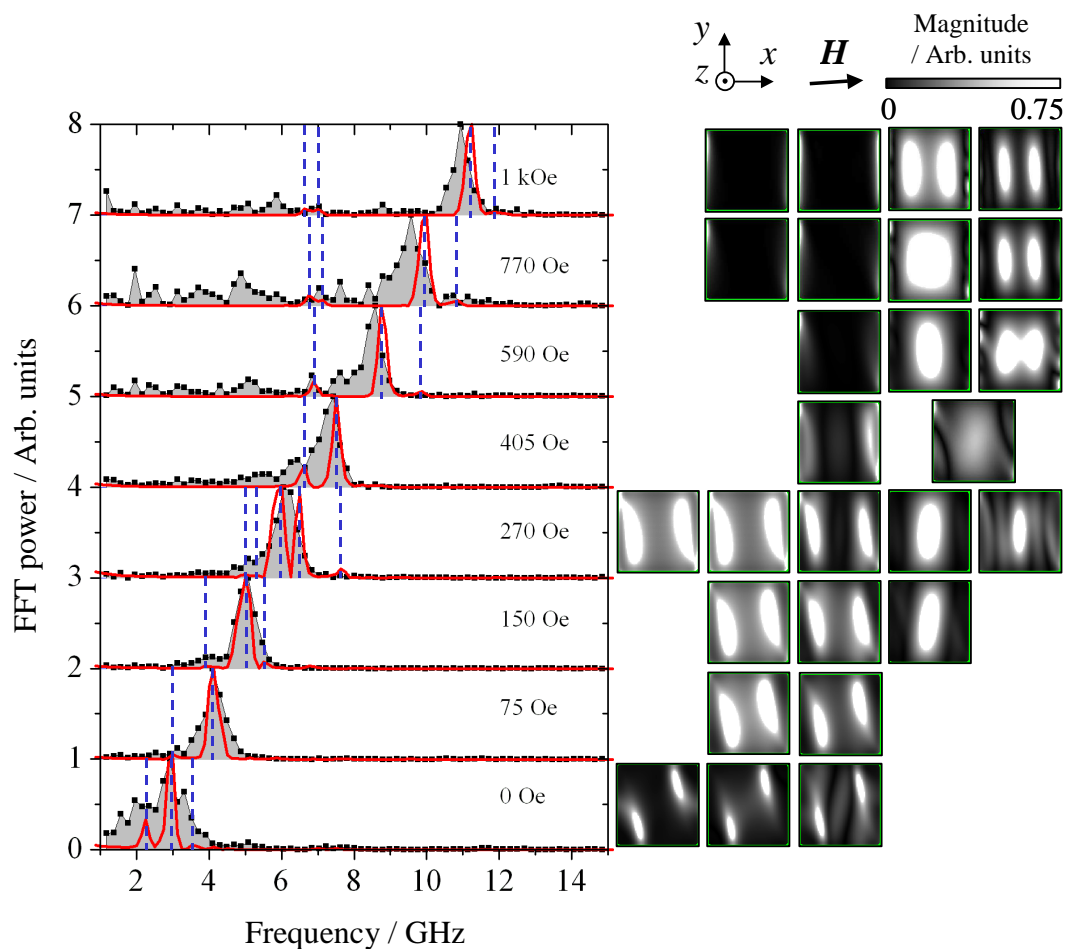 Magnitude
/ Arb. units
y
x
z
H
0
0.75
8
7
6
5
4
3
2
1
0
1 kOe
770 Oe
590 Oe
405 Oe
270 Oe
150 Oe
75 Oe
0 Oe
FFT power / Arb. units
2
4
6
8
10
12
14
Frequency / GHz